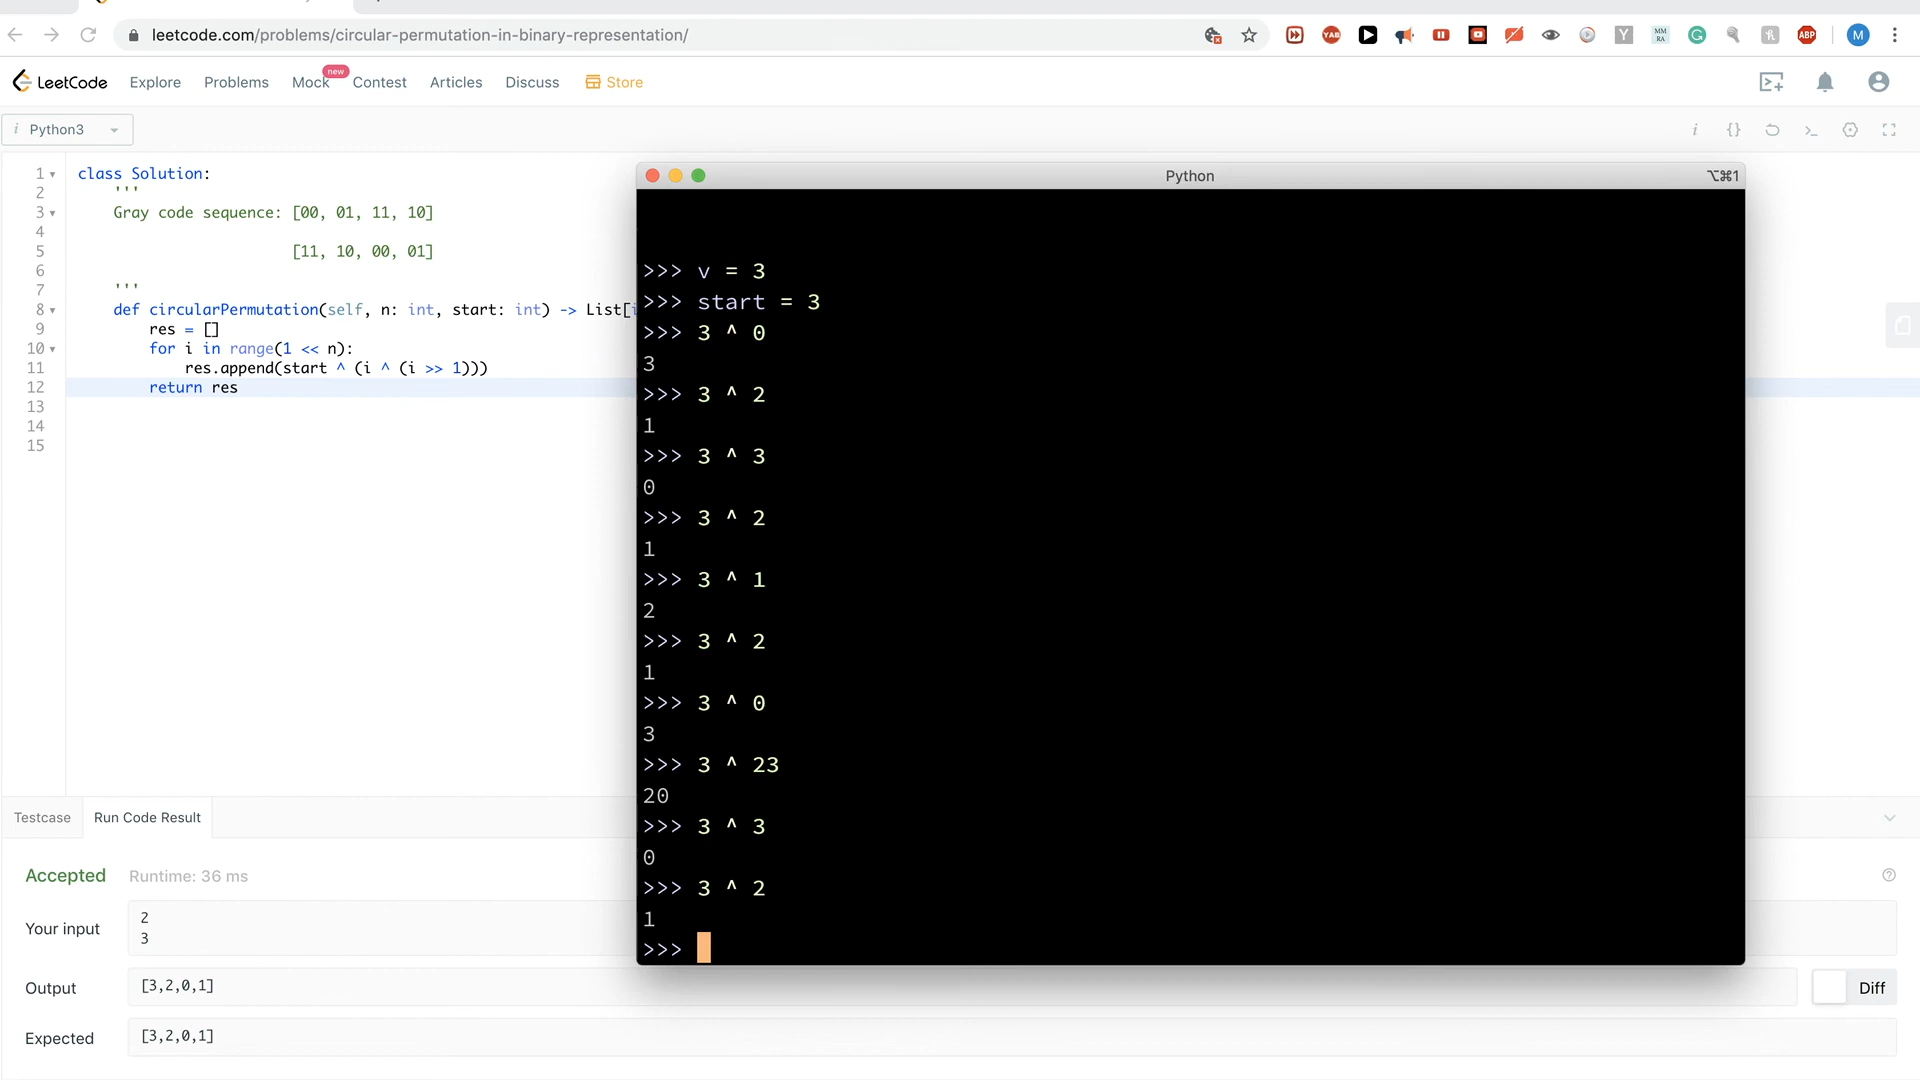 leetcode.com/problems/circular-permutation-in-binary-representation/
YAB
Y
MM RA
ABP
M
LeetCode Explore Problems Mock new Contest Articles Discuss Store
i Python3
i {} >_
1 class Solution:
2 '''
3 Gray code sequence: [00, 01, 11, 10]
4
5 [11, 10, 00, 01]
6
7 '''
8 def circularPermutation(self, n: int, start: int) -> List[i
9 res = []
10 for i in range(1 << n):
11 res.append(start ^ (i ^ (i >> 1)))
12 return res
13
14
15
Python
⌥⌘1
>>> v = 3
>>> start = 3
>>> 3 ^ 0
3
>>> 3 ^ 2
1
>>> 3 ^ 3
0
>>> 3 ^ 2
1
>>> 3 ^ 1
2
>>> 3 ^ 2
1
>>> 3 ^ 0
3
>>> 3 ^ 23
20
>>> 3 ^ 3
0
>>> 3 ^ 2
1
>>>
Testcase Run Code Result
Accepted Runtime: 36 ms
Your input
2
3
Output
[3,2,0,1]
Diff
Expected
[3,2,0,1]